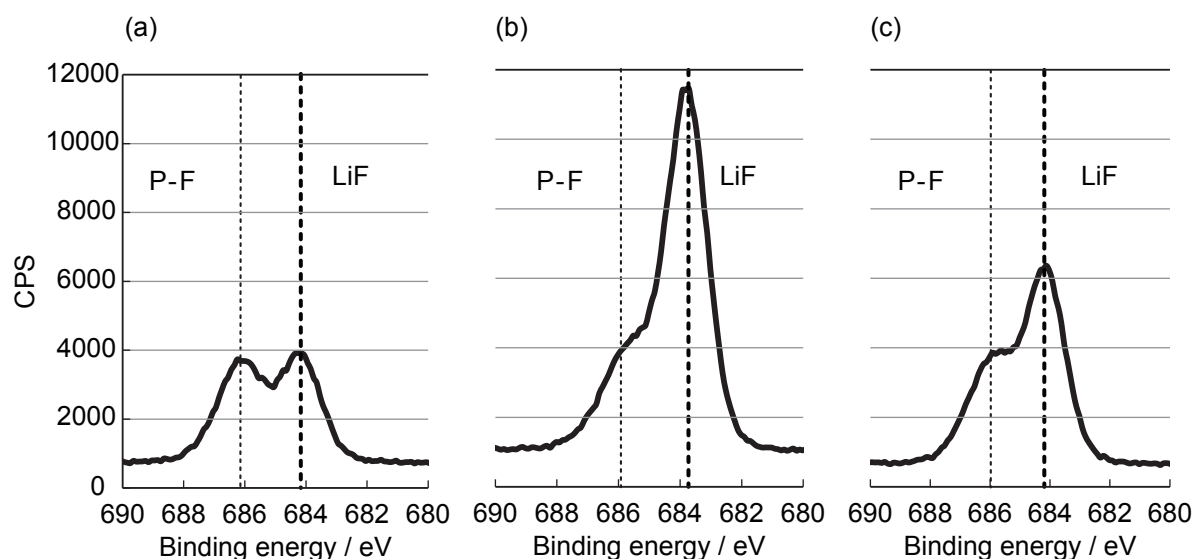 (a) (b) (c)
12000
10000
8000
6000
4000
2000
0
CPS
P-F LiF P-F LiF P-F LiF
690 688 686 684 682 680 690 688 686 684 682 680 690 688 686 684 682 680
Binding energy / eV Binding energy / eV Binding energy / eV